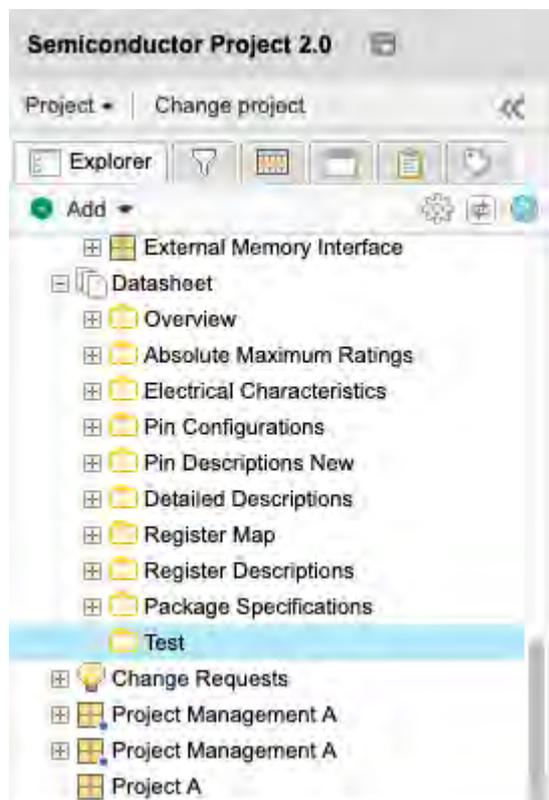 Semiconductor Project 2.0
Project Change project
Explorer
Add
External Memory Interface
Datasheet
Overview
Absolute Maximum Ratings
Electrical Characteristics
Pin Configurations
Pin Descriptions New
Detailed Descriptions
Register Map
Register Descriptions
Package Specifications
Test
Change Requests
Project Management A
Project Management A
Project A